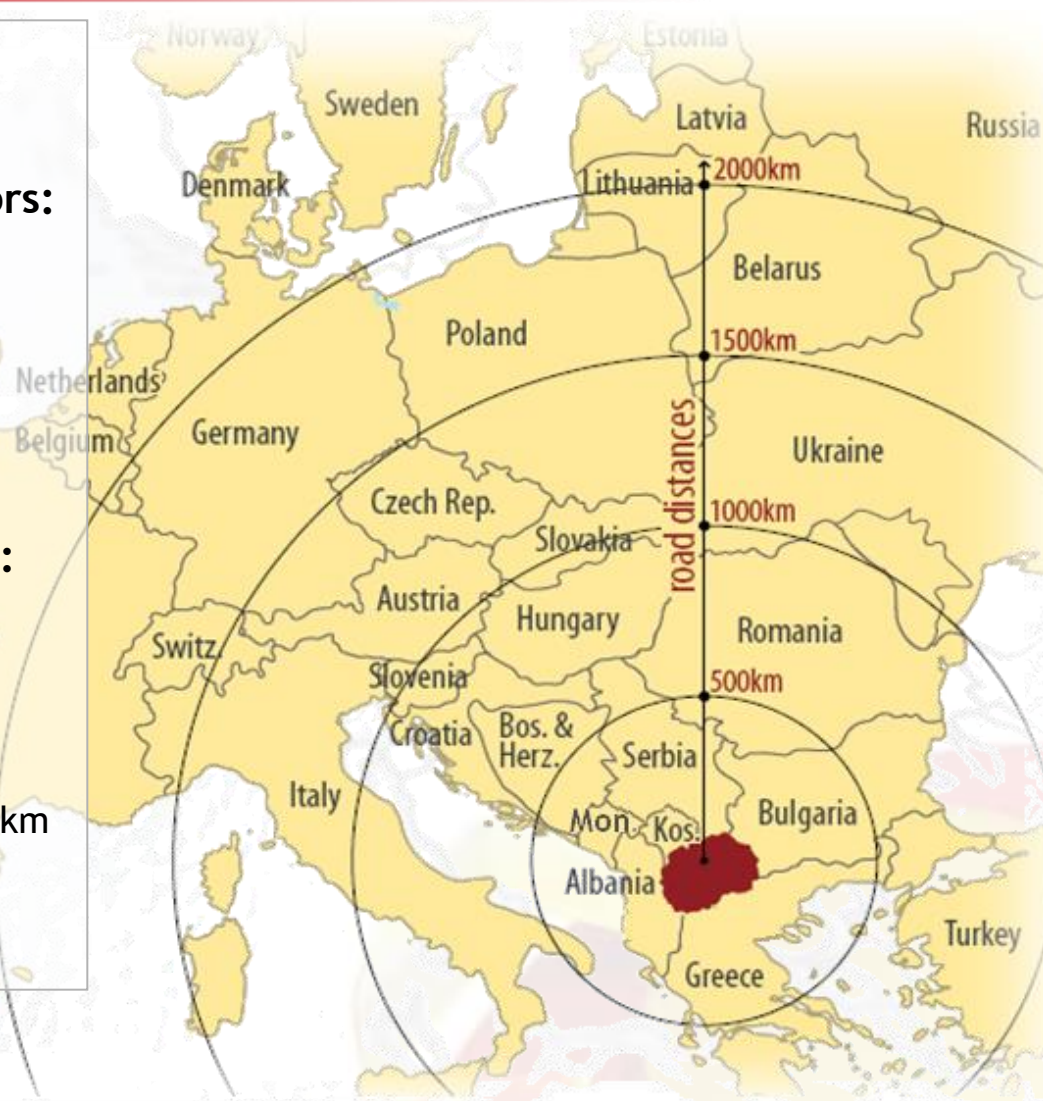 Norway
Estonia
Sweden
Latvia
Russia
ors:
Denmark
Lithuania
2000km
Belarus
Poland
1500km
Netherlands
Belgium
Germany
road distances
Ukraine
Czech Rep.
1000km
Slovakia
:
Austria
Hungary
Romania
Switz.
Slovenia
500km
Croatia
Bos. &
Herz.
Serbia
Italy
km
Mon.
Kos.
Bulgaria
Albania
Turkey
Greece